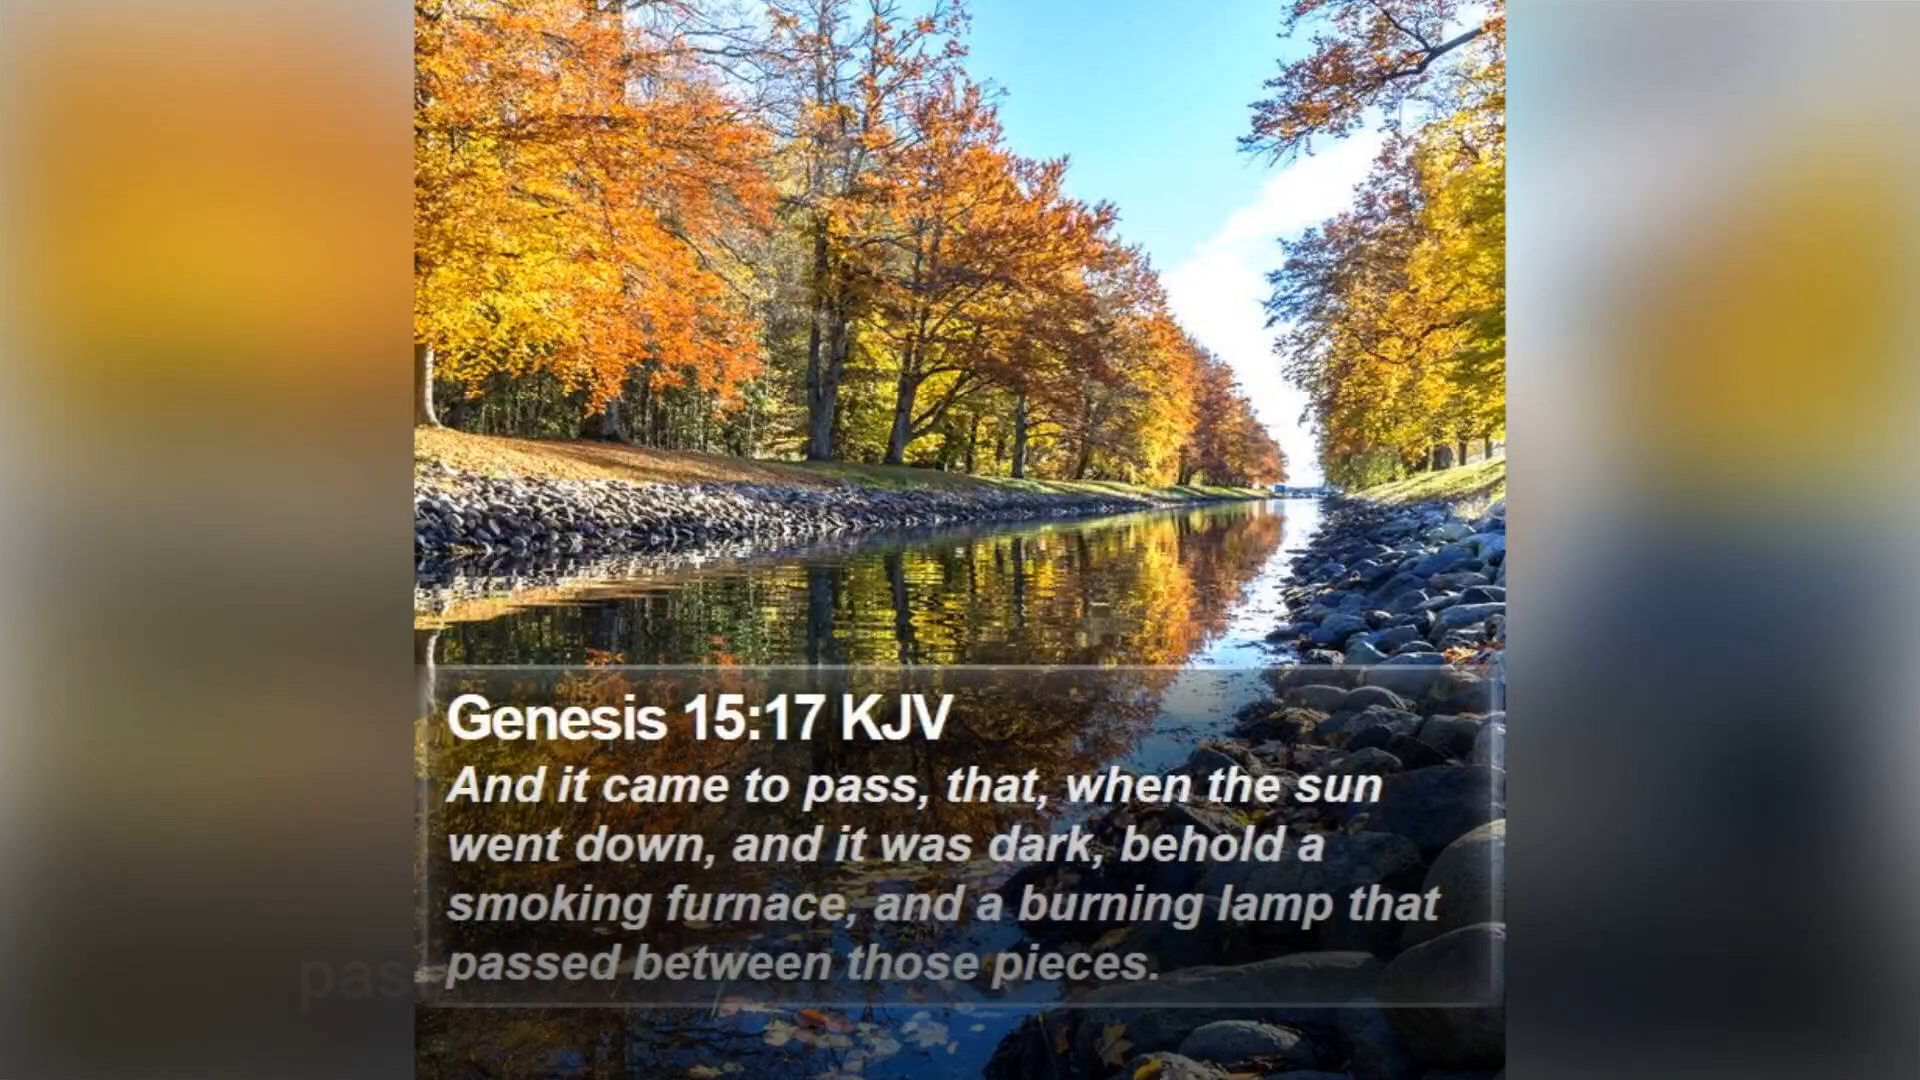 Genesis 15:17 KJV
And it came to pass, that, when the sun
went down, and it was dark, behold a
smoking furnace, and a burning lamp that
passed between those pieces.
pas